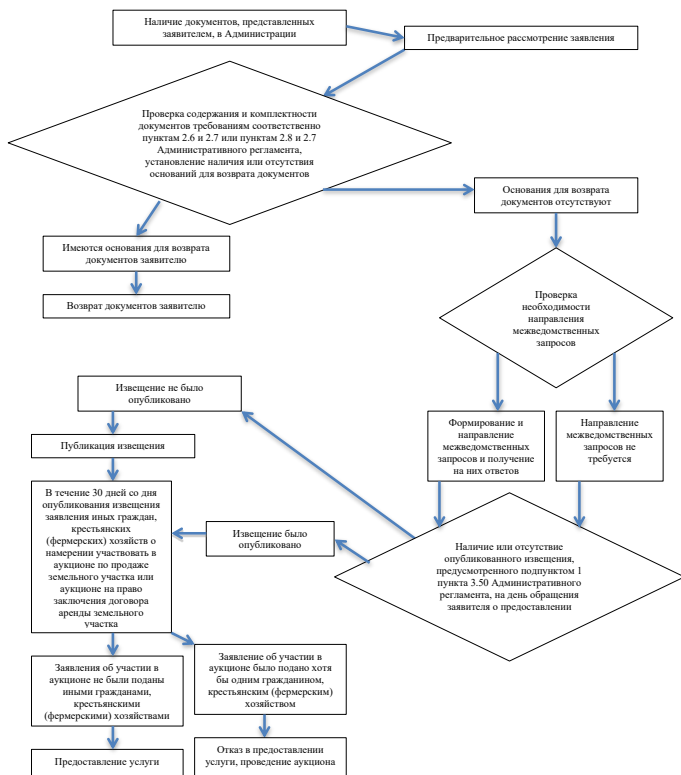 Наличие документов, представленных
заявителем, в Администрации
Предварительное рассмотрение заявления
Проверка содержания и комплектности
документов требованиям соответственно
пунктам 2.6 и 2.7 или пунктам 2.8 и 2.7
Административного регламента,
установление наличия или отсутствия
оснований для возврата документов
Основания для возврата
документов отсутствуют
Имеются основания для возврата
документов заявителю
Возврат документов заявителю
Проверка
необходимости
направления
межведомственных
запросов
Извещение не было
опубликовано
Формирование и
направление
межведомственных
запросов и получение
на них ответов
Направление
межведомственных
запросов не
требуется
Публикация извещения
В течение 30 дней со дня
опубликования извещения
заявления иных граждан,
крестьянских
(фермерских) хозяйств о
намерении участвовать в
аукционе по продаже
земельного участка или
аукционе на право
заключения договора
аренды земельного
участка
Извещение было
опубликовано
Наличие или отсутствие
опубликованного извещения,
предусмотренного подпунктом 1
пункта 3.50 Административного
регламента, на день обращения
заявителя о предоставлении
Заявления об участии в
аукционе не были поданы
иными гражданами,
крестьянскими
(фермерскими) хозяйствами
Заявление об участии в
аукционе было подано хотя
бы одним гражданином,
крестьянским (фермерским)
хозяйством
Предоставление услуги
Отказ в предоставлении
услуги, проведение аукциона